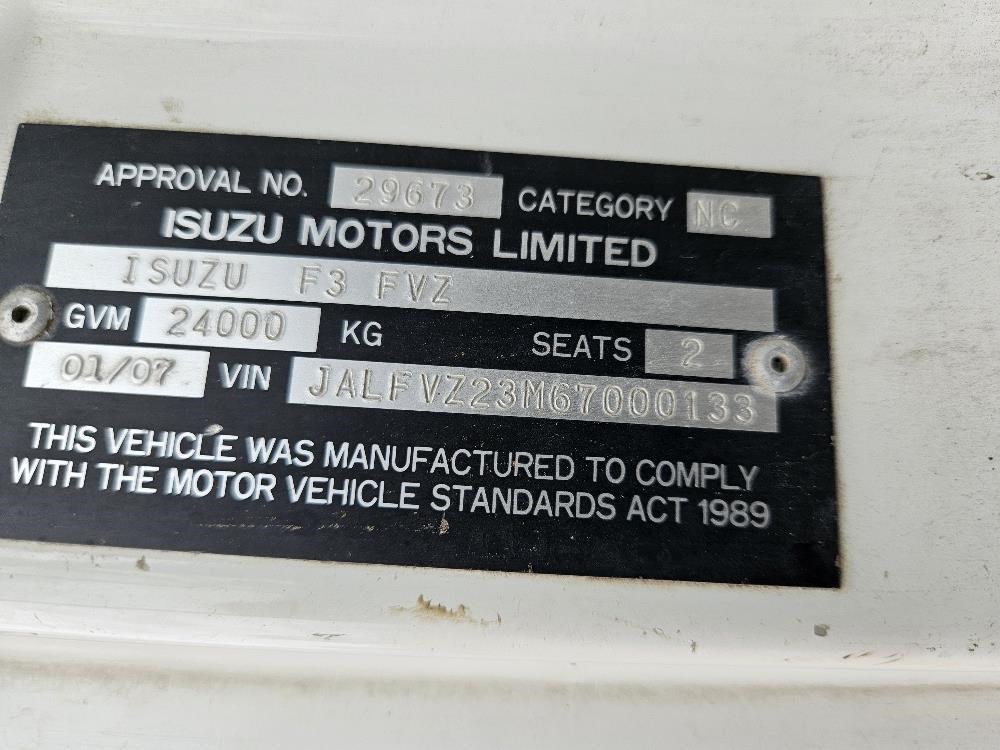 APPROVAL NO. 29673 CATEGORY NC
ISUZU MOTORS LIMITED
ISUZU F3 FVZ
GVM 24000 KG SEATS 2
01/07 VIN JALFVZ23M67000133
THIS VEHICLE WAS MANUFACTURED TO COMPLY
WITH THE MOTOR VEHICLE STANDARDS ACT 1989